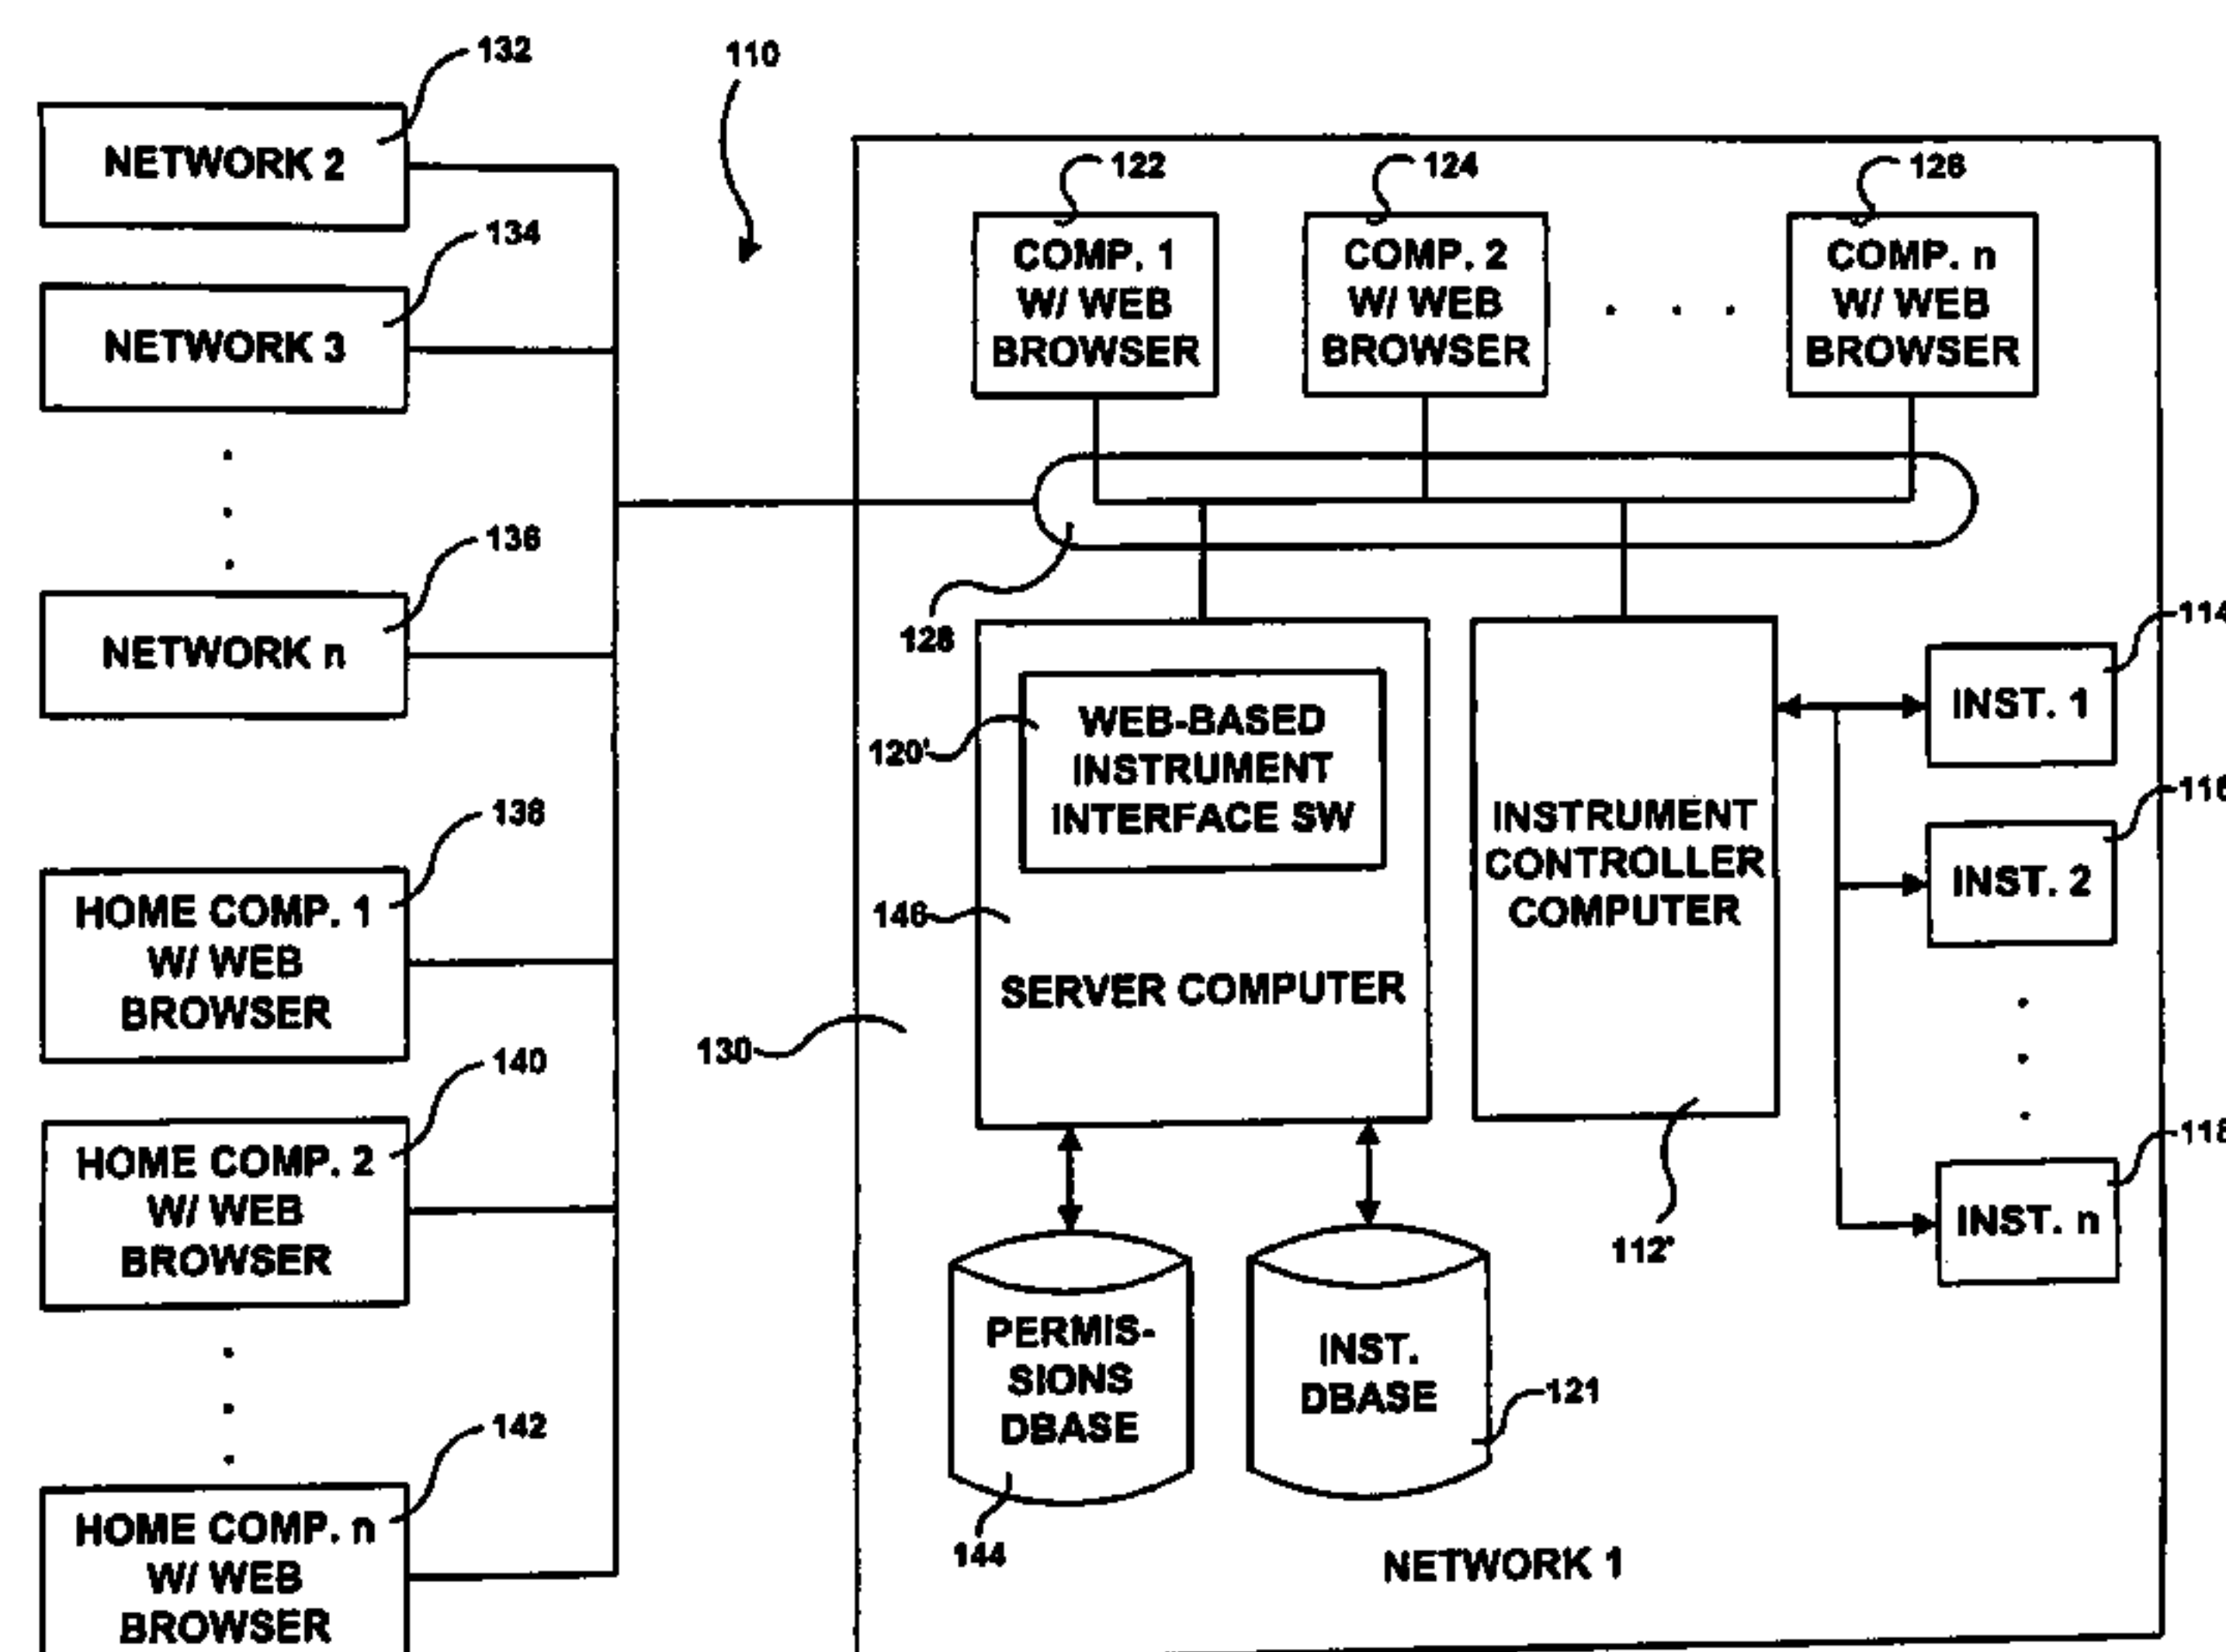 132
110
NETWORK 2
134
NETWORK 3
136
NETWORK n
138
HOME COMP. 1
W/ WEB
BROWSER
140
HOME COMP. 2
W/ WEB
BROWSER
142
HOME COMP. n
W/ WEB
BROWSER
122
124
126
COMP. 1
W/ WEB
BROWSER
COMP. 2
W/ WEB
BROWSER
COMP. n
W/ WEB
BROWSER
128
120'
WEB-BASED
INSTRUMENT
INTERFACE SW
146
SERVER COMPUTER
130
INSTRUMENT
CONTROLLER
COMPUTER
112'
114
INST. 1
116
INST. 2
118
INST. n
PERMIS-
SIONS
DBASE
144
INST.
DBASE
121
NETWORK 1